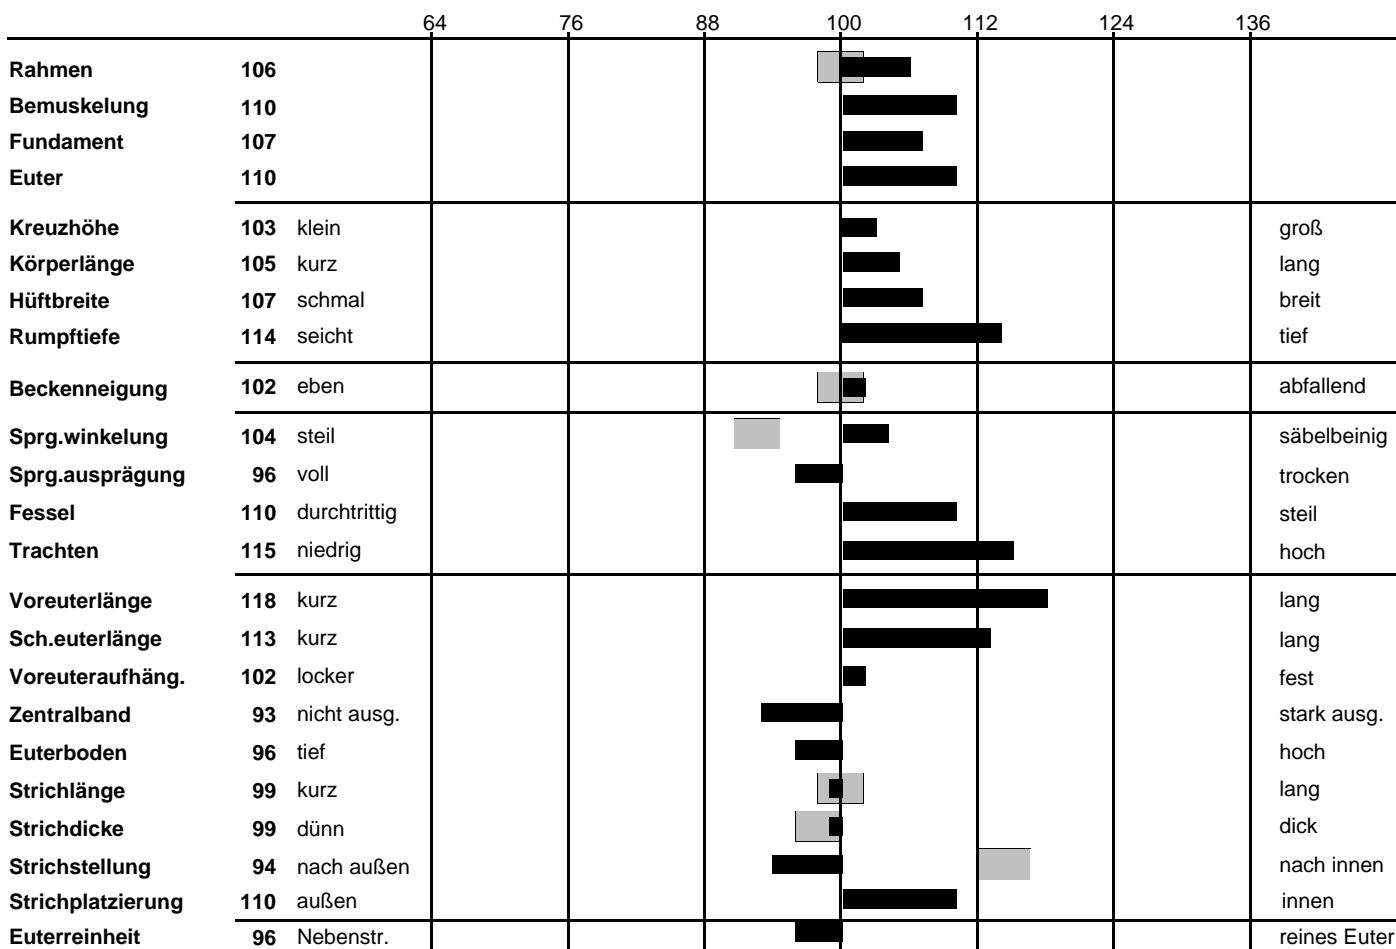 64 76 88 100 112 124 136
Rahmen 106
Bemuskelung 110
Fundament 107
Euter 110
Kreuzhöhe 103 klein groß
Körperlänge 105 kurz lang
Hüftbreite 107 schmal breit
Rumpftiefe 114 seicht tief
Beckenneigung 102 eben abfallend
Sprg.winkelung 104 steil säbelbeinig
Sprg.ausprägung 96 voll trocken
Fessel 110 durchtrittig steil
Trachten 115 niedrig hoch
Voreuterlänge 118 kurz lang
Sch.euterlänge 113 kurz lang
Voreuteraufhäng. 102 locker fest
Zentralband 93 nicht ausg. stark ausg.
Euterboden 96 tief hoch
Strichlänge 99 kurz lang
Strichdicke 99 dünn dick
Strichstellung 94 nach außen nach innen
Strichplatzierung 110 außen innen
Euterreinheit 96 Nebenstr. reines Euter